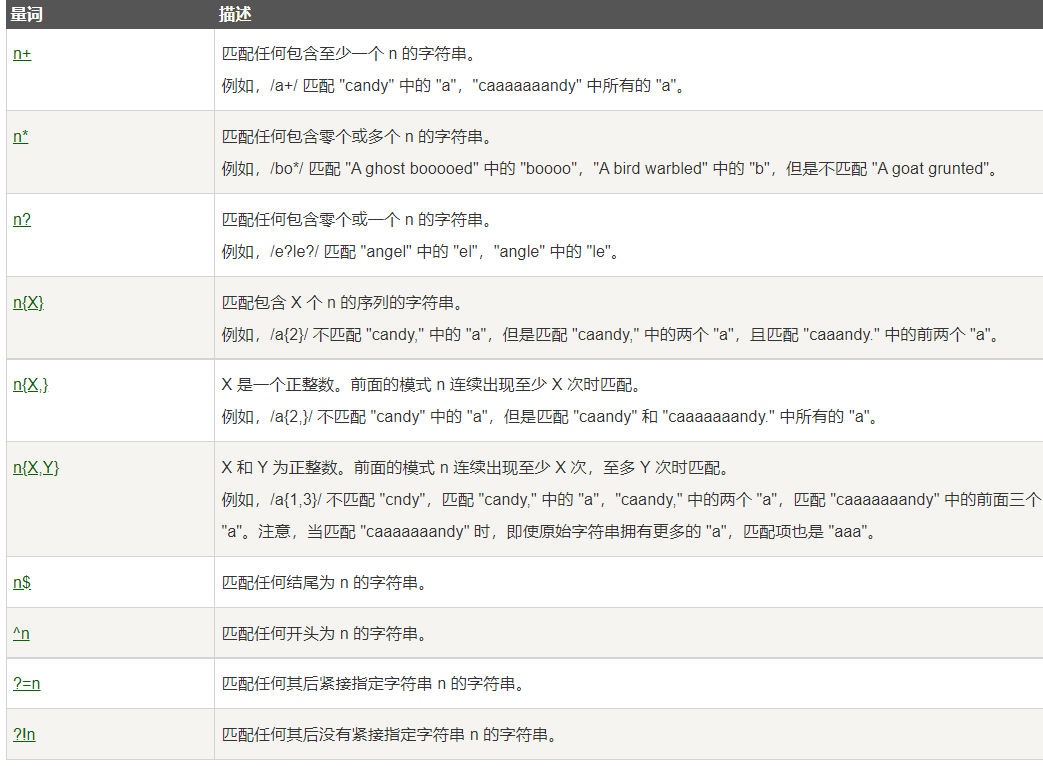 量词 描述
n+ 匹配任何包含至少一个 n 的字符串。
例如，/a+/ 匹配 "candy" 中的 "a"，"caaaaaaandy" 中所有的 "a"。
n* 匹配任何包含零个或多个 n 的字符串。
例如，/bo*/ 匹配 "A ghost booooed" 中的 "boooo"，"A bird warbled" 中的 "b"，但是不匹配 "A goat grunted"。
n? 匹配任何包含零个或一个 n 的字符串。
例如，/e?le?/ 匹配 "angel" 中的 "el"，"angle" 中的 "le"。
n{X} 匹配包含 X 个 n 的序列的字符串。
例如，/a{2}/ 不匹配 "candy," 中的 "a"，但是匹配 "caandy," 中的两个 "a"，且匹配 "caaandy." 中的前两个 "a"。
n{X,} X 是一个正整数。前面的模式 n 连续出现至少 X 次时匹配。
例如，/a{2,}/ 不匹配 "candy" 中的 "a"，但是匹配 "caandy" 和 "caaaaaaandy." 中所有的 "a"。
n{X,Y} X 和 Y 为正整数。前面的模式 n 连续出现至少 X 次，至多 Y 次时匹配。
例如，/a{1,3}/ 不匹配 "cndy"，匹配 "candy," 中的 "a"，"caandy," 中的两个 "a"，匹配 "caaaaaaandy" 中的前面三个
"a"。注意，当匹配 "caaaaaaandy" 时，即使原始字符串拥有更多的 "a"，匹配项也是 "aaa"。
n$ 匹配任何结尾为 n 的字符串。
^n 匹配任何开头为 n 的字符串。
?=n 匹配任何其后紧接指定字符串 n 的字符串。
?!n 匹配任何其后没有紧接指定字符串 n 的字符串。